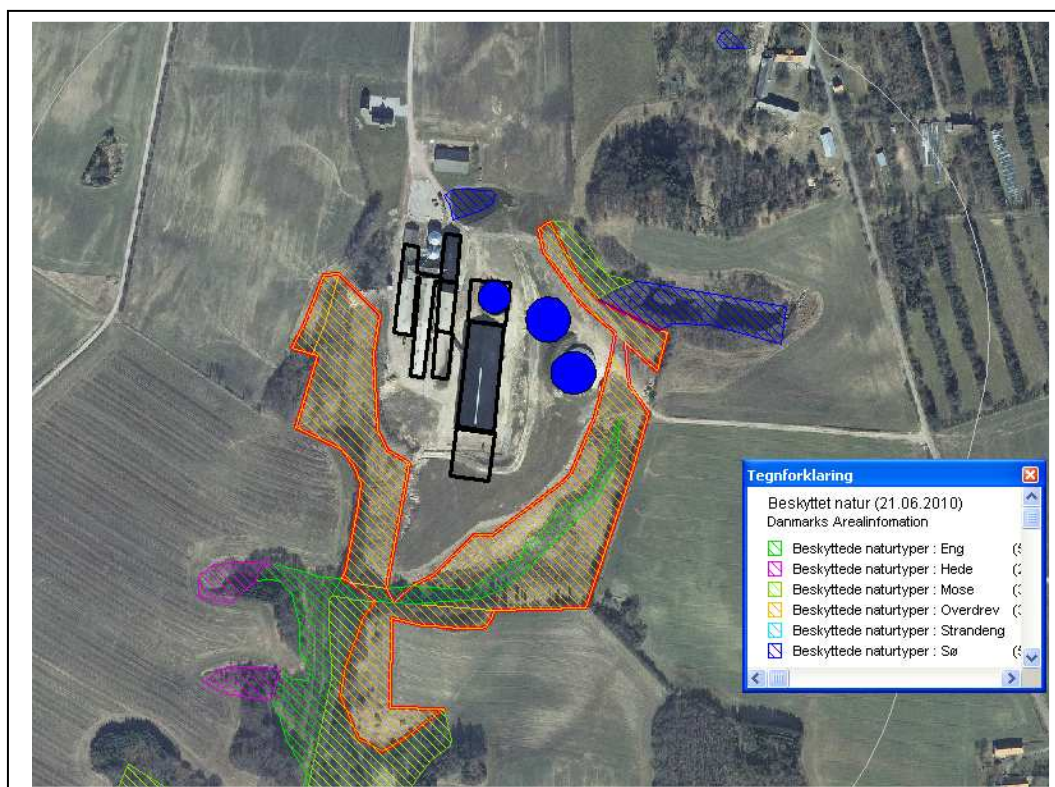 Tegnforklaring
Beskyttet natur (21.06.2010)
Danmarks Arealinfomation
Beskyttede naturtyper : Eng
Beskyttede naturtyper : Hede
Beskyttede naturtyper : Mose
Beskyttede naturtyper : Overdrev
Beskyttede naturtyper : Strandeng
Beskyttede naturtyper : Sø